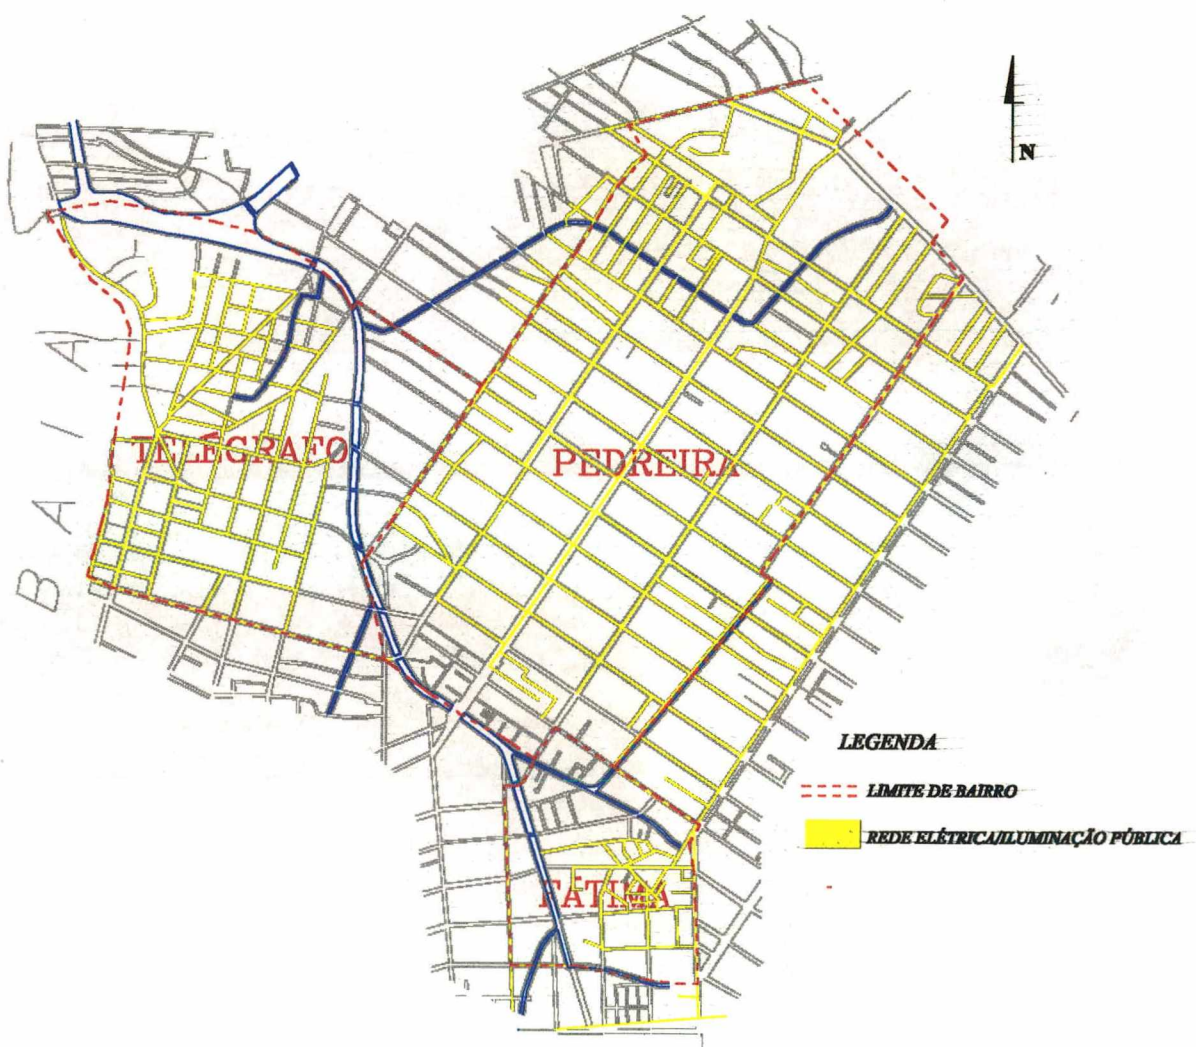 N
TELÉGRAFO
PEDREIRA
BAIA
LEGENDA
LIMITE DE BAIRRO
REDE ELÉTRICA/ILUMINAÇÃO PÚBLICA
FÁTIMA